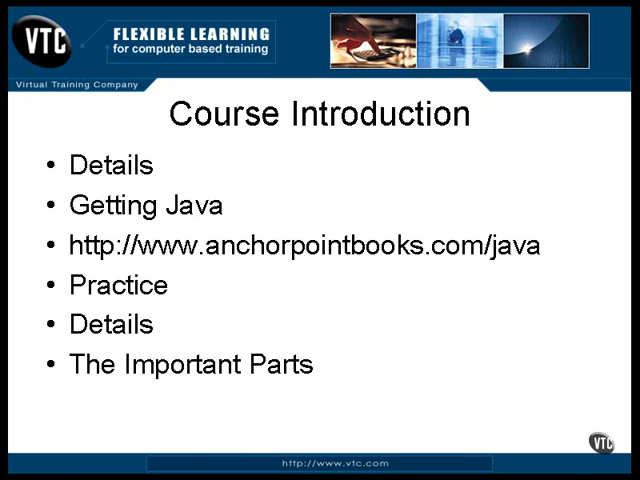 VTC
FLEXIBLE LEARNING
for computer based training
Virtual Training Company
Course Introduction
• Details
• Getting Java
• http://www.anchorpointbooks.com/java
• Practice
• Details
• The Important Parts
VTC
http://www.vtc.com